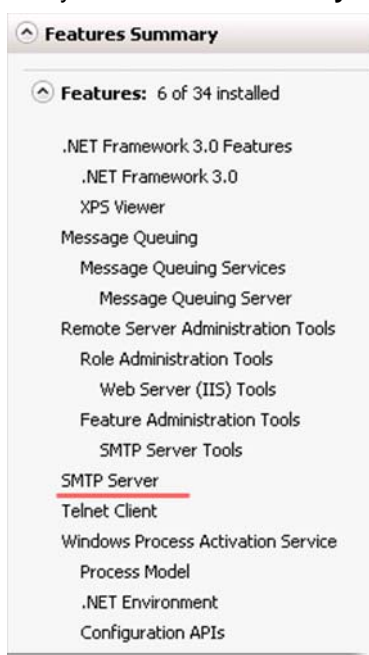 Features Summary
Features: 6 of 34 installed
.NET Framework 3.0 Features
.NET Framework 3.0
XPS Viewer
Message Queuing
Message Queuing Services
Message Queuing Server
Remote Server Administration Tools
Role Administration Tools
Web Server (IIS) Tools
Feature Administration Tools
SMTP Server Tools
SMTP Server
Telnet Client
Windows Process Activation Service
Process Model
.NET Environment
Configuration APIs